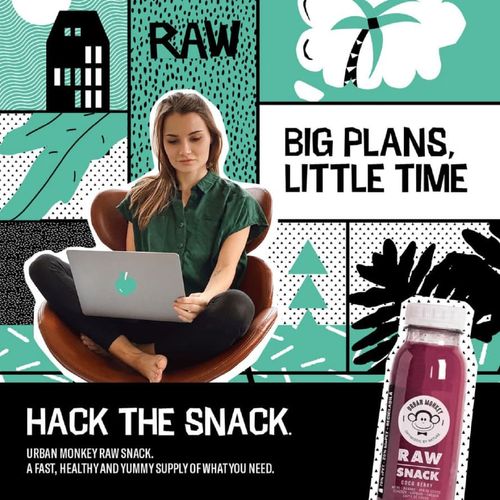 RAW
BIG PLANS,
LITTLE TIME
HACK THE SNACK.
URBAN MONKEY RAW SNACK.
A FAST, HEALTHY AND YUMMY SUPPLY OF WHAT YOU NEED.
URBAN MONKEY
RAW
SNACK
COCO BERRY